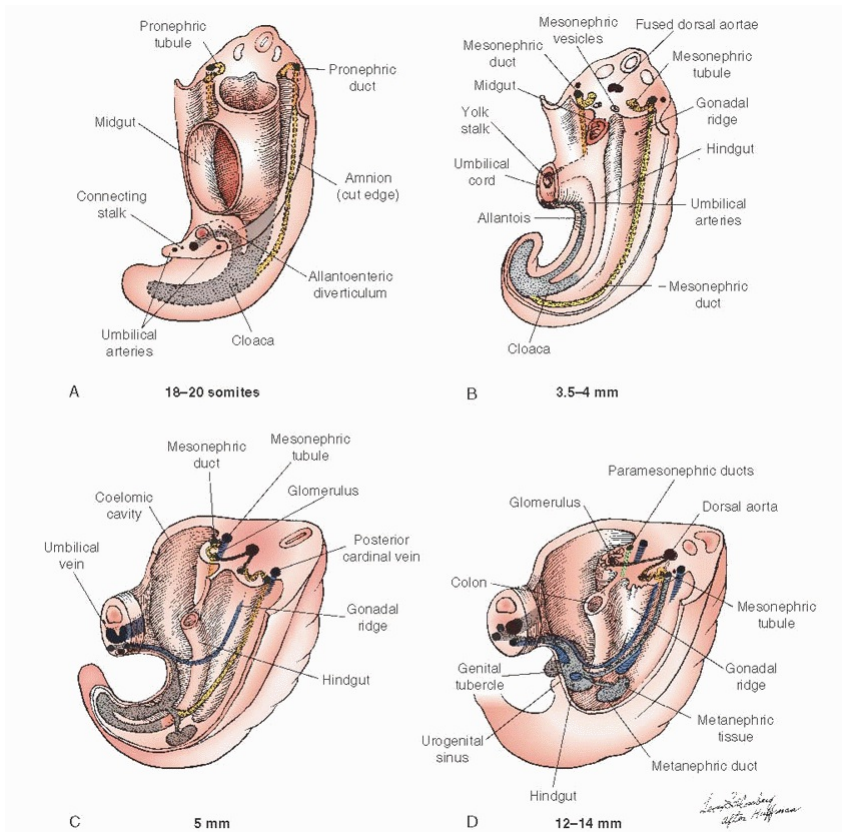 Pronephric
tubule
Pronephric
duct
Midgut
Amnion
(cut edge)
Connecting
stalk
Allantoenteric
diverticulum
Umbilical
arteries
Cloaca
A
18–20 somites
Mesonephric
vesicles
Fused dorsal aortae
Mesonephric
duct
Mesonephric
tubule
Midgut
Gonadal
ridge
Yolk
stalk
Hindgut
Umbilical
cord
Umbilical
arteries
Allantois
Mesonephric
duct
Cloaca
B
3.5–4 mm
Mesonephric
duct
Mesonephric
tubule
Glomerulus
Coelomic
cavity
Posterior
cardinal vein
Umbilical
vein
Gonadal
ridge
Hindgut
C
5 mm
Paramesonephric ducts
Glomerulus
Dorsal aorta
Colon
Mesonephric
tubule
Genital
tubercle
Gonadal
ridge
Metanephric
tissue
Urogenital
sinus
Metanephric duct
Hindgut
D
12–14 mm
after Huffman